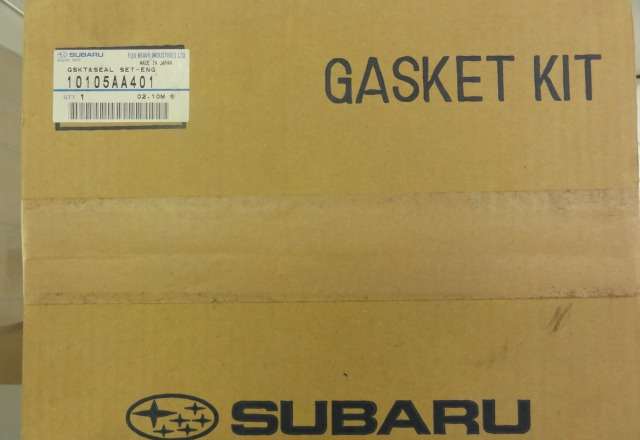 SUBARU FUJI HEAVY INDUSTRIES LTD.
MADE IN JAPAN
GSKT&SEAL SET-ENG
10105AA401
QTY 1 02-10M 6
GASKET KIT
SUBARU